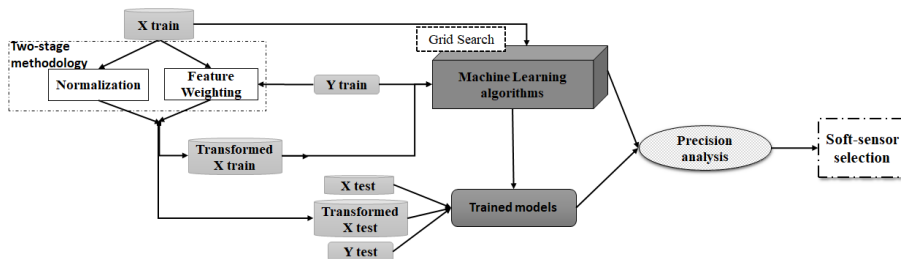 X train
Two-stage
methodology
Normalization
Feature
Weighting
Y train
Grid Search
Machine Learning
algorithms
Transformed
X train
X test
Transformed
X test
Y test
Trained models
Precision
analysis
Soft-sensor
selection